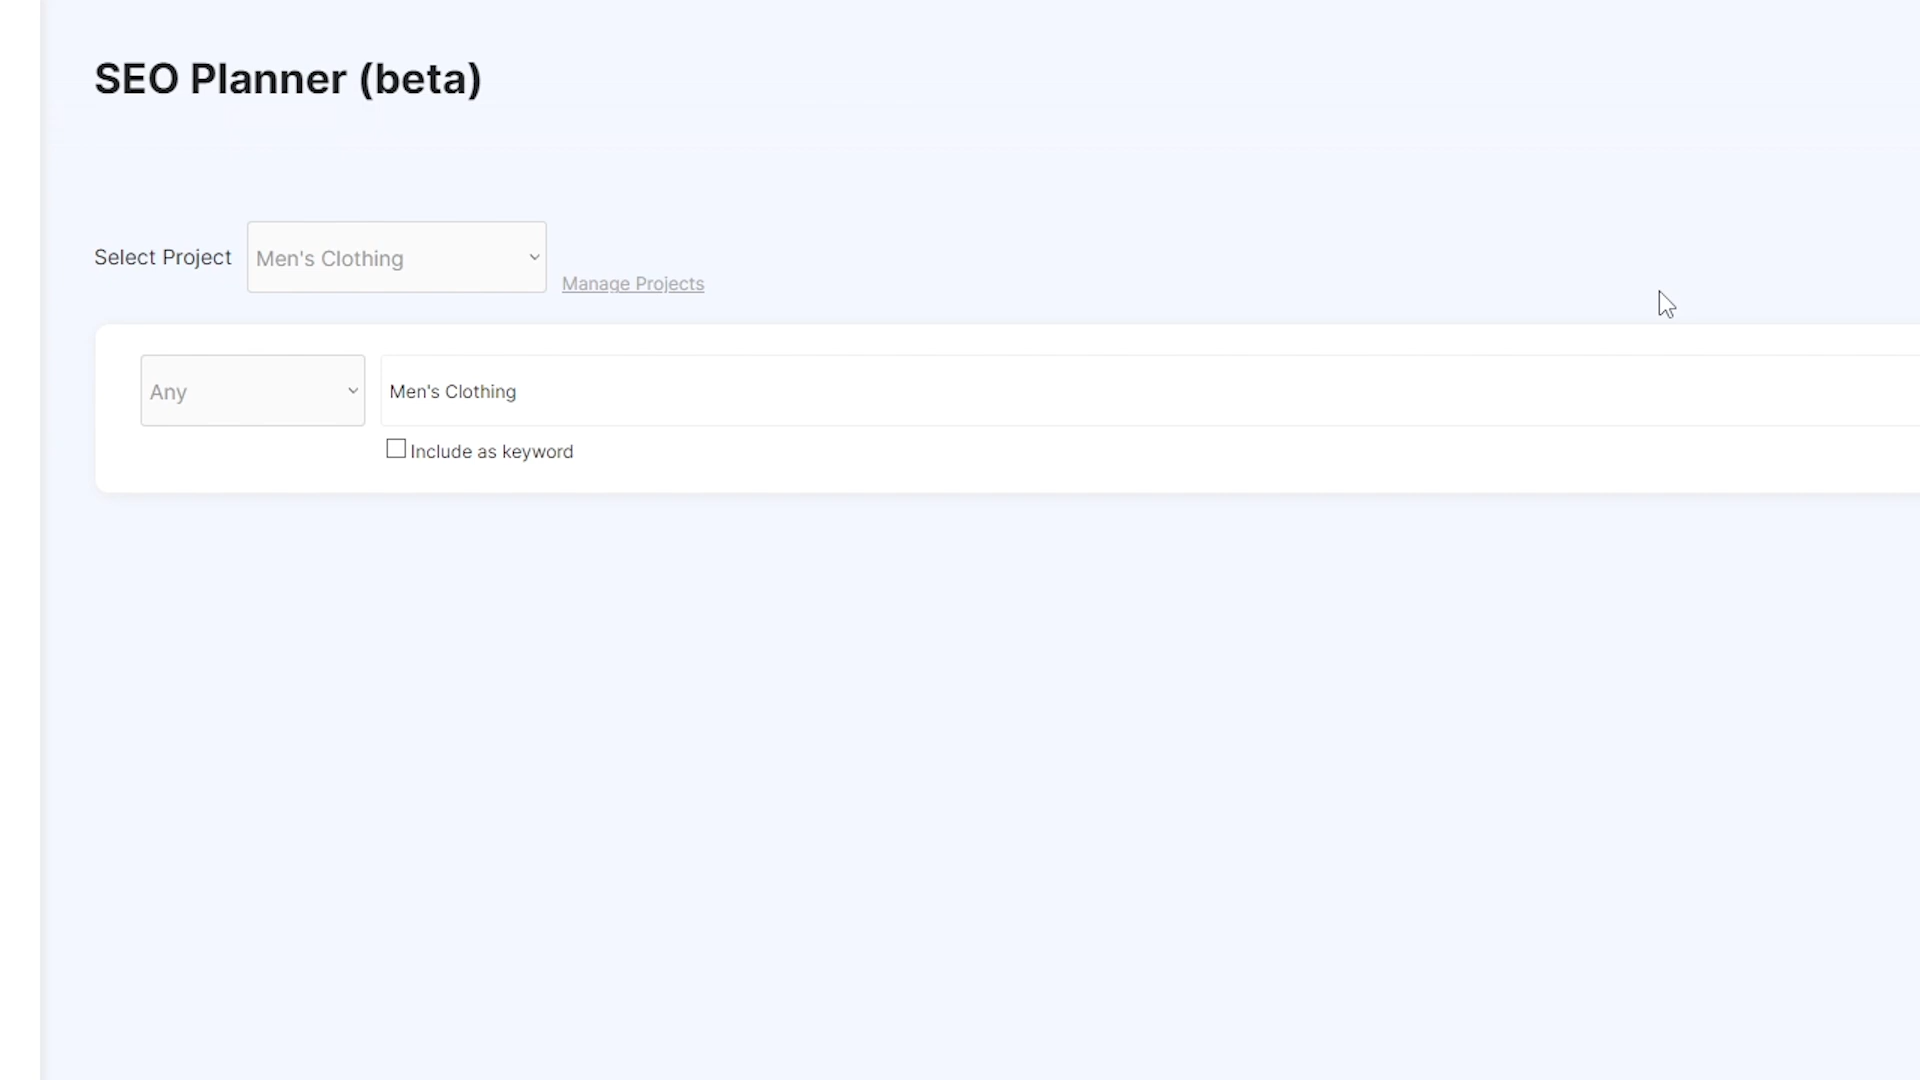 SEO Planner (beta)
Select Project
Men's Clothing
Manage Projects
Any
Men's Clothing
Include as keyword